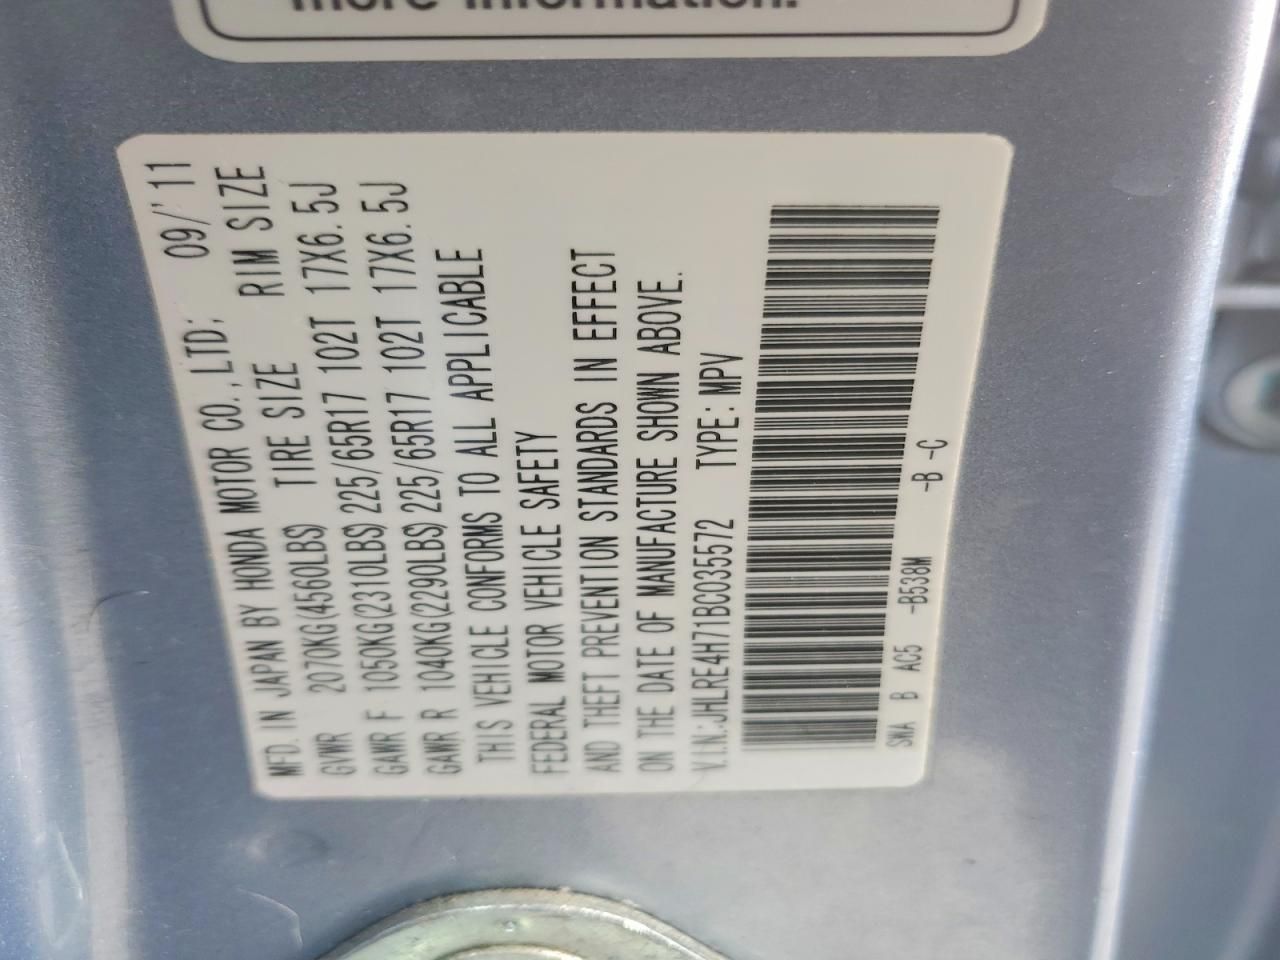 more information.
MFD. IN JAPAN BY HONDA MOTOR CO., LTD; 09/'11
GVWR 2070KG(4560LBS) TIRE SIZE RIM SIZE
GAWR F 1050KG(2310LBS)225/65R17 102T 17X6.5J
GAWR R 1040KG(2290LBS)225/65R17 102T 17X6.5J
THIS VEHICLE CONFORMS TO ALL APPLICABLE
FEDERAL MOTOR VEHICLE SAFETY
AND THEFT PREVENTION STANDARDS IN EFFECT
ON THE DATE OF MANUFACTURE SHOWN ABOVE.
V.I.N.:JHLRE4H71BC035572 TYPE: MPV
SWA B AC5 -B538M -B -C